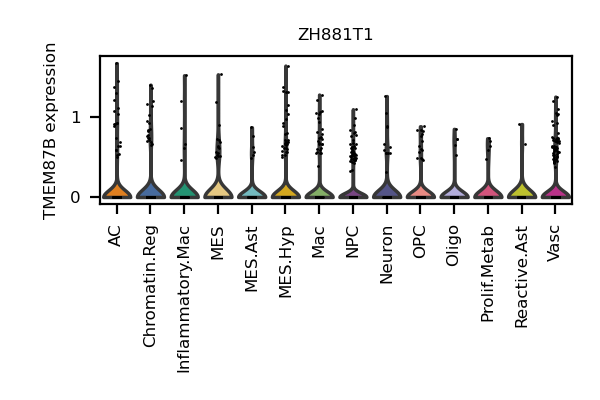 ZH881T1
TMEM87B expression
1
0
AC
Chromatin.Reg
Inflammatory.Mac
MES
MES.Ast
MES.Hyp
Mac
NPC
Neuron
OPC
Oligo
Prolif.Metab
Reactive.Ast
Vasc